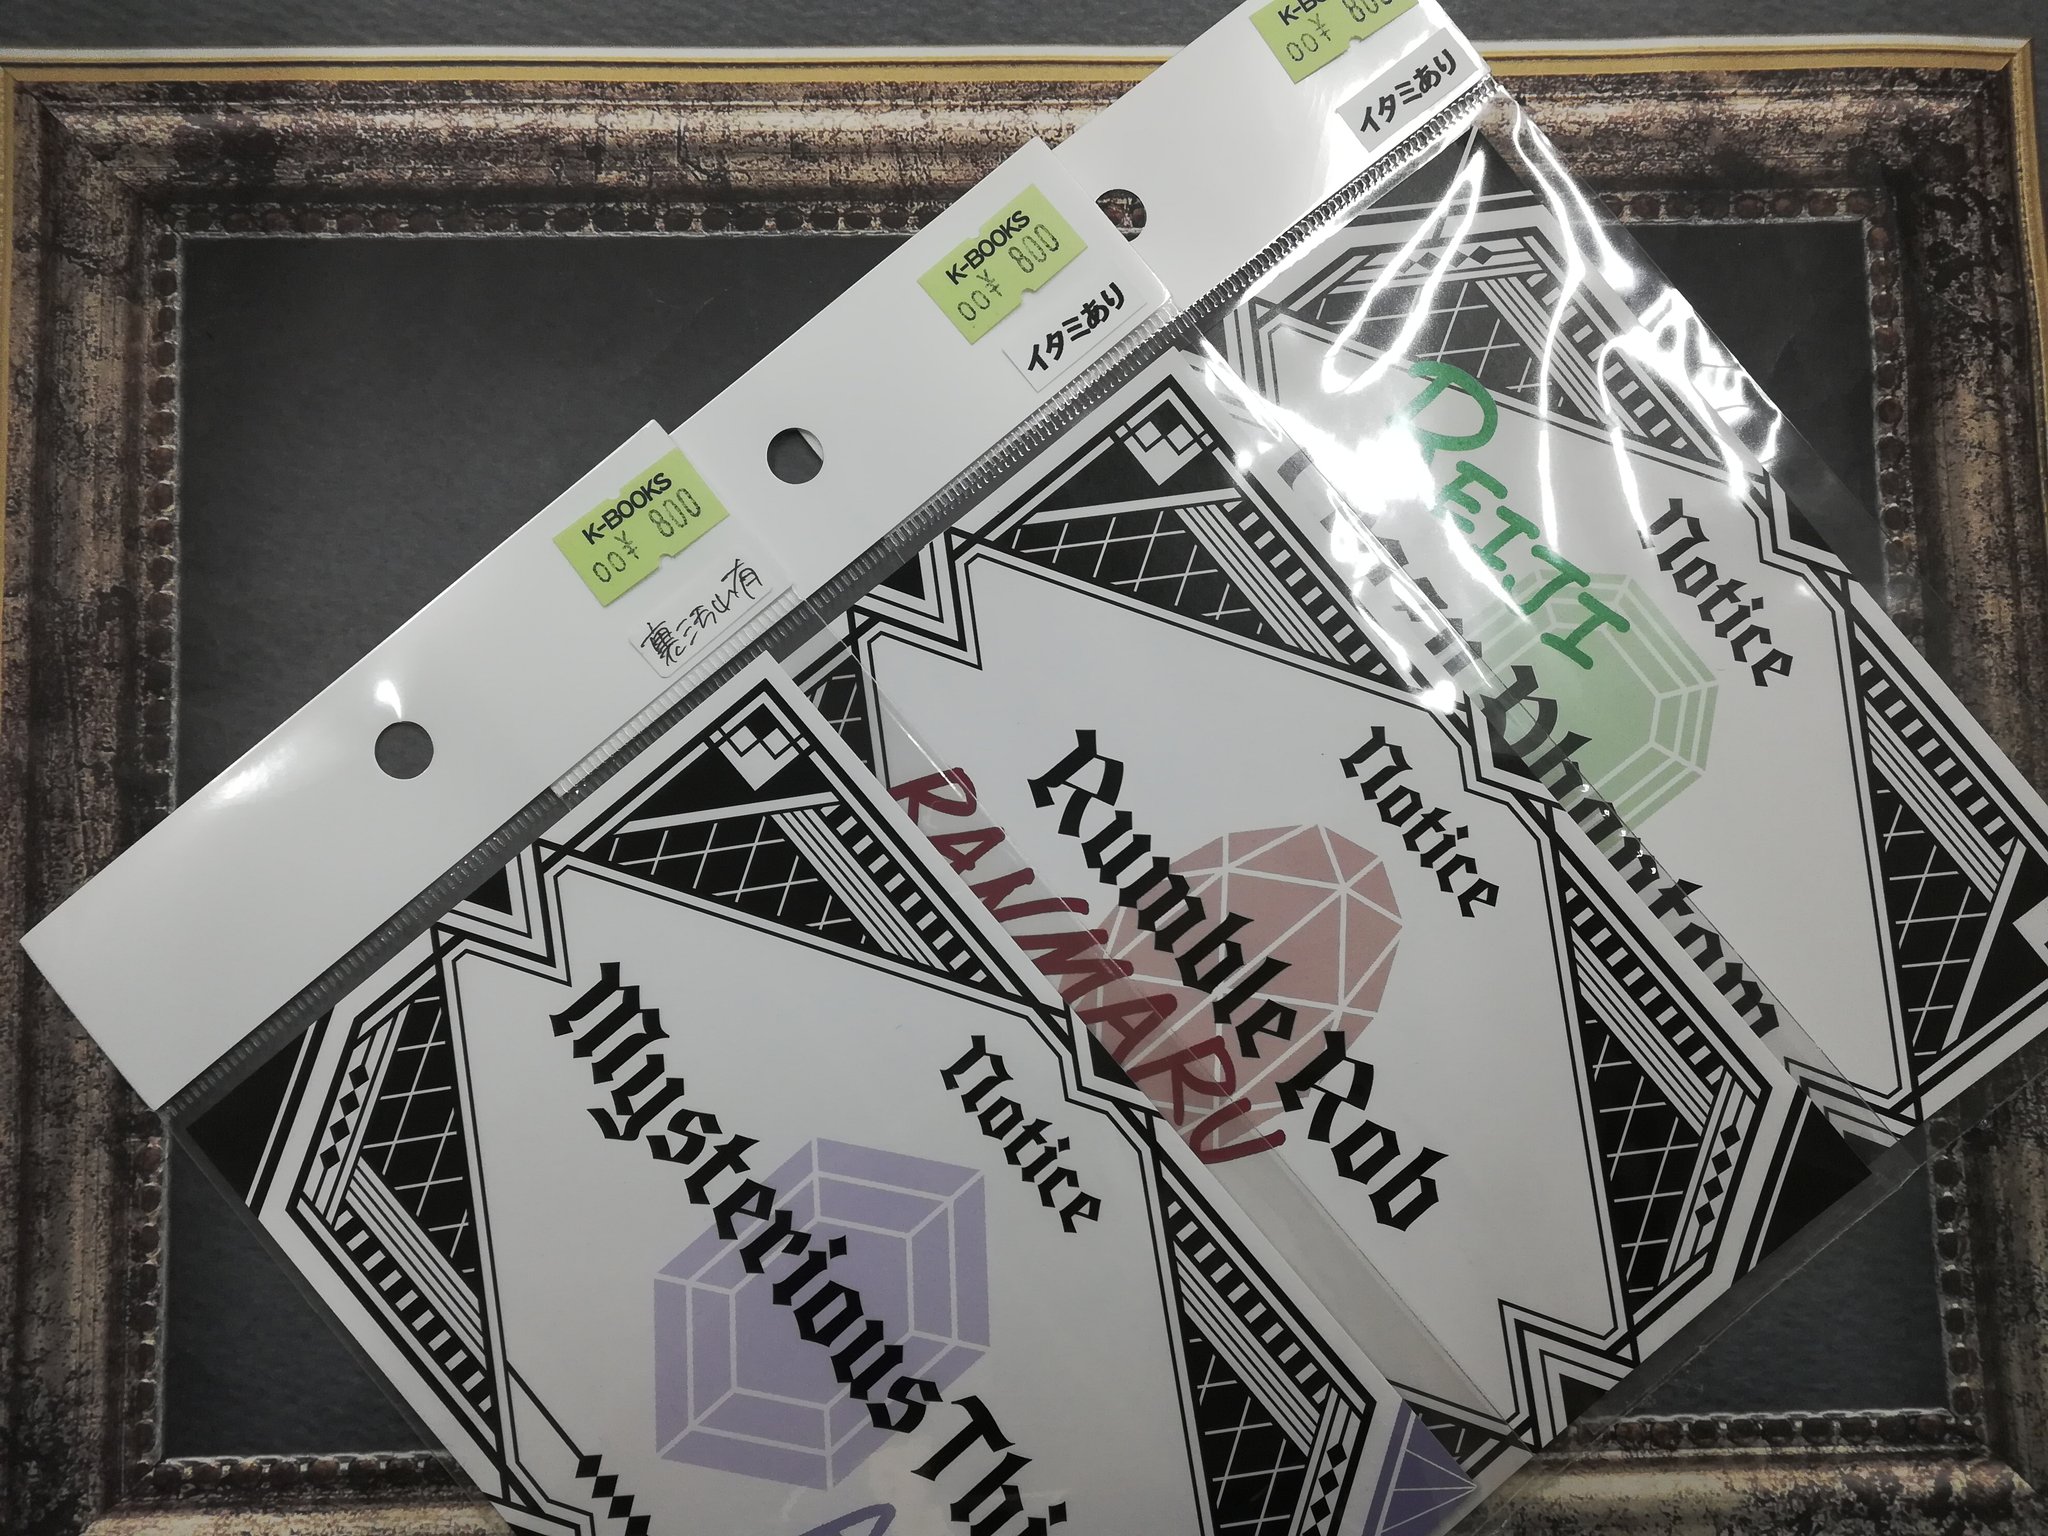 K-BOOKS
00¥ 800
イタミあり
K-BOOKS
00¥ 800
イタミあり
K-BOOKS
00¥ 800
Notice
Phantom
REIJI
Notice
Rumble Rob
RANMARU
Notice
Mysterious Thi